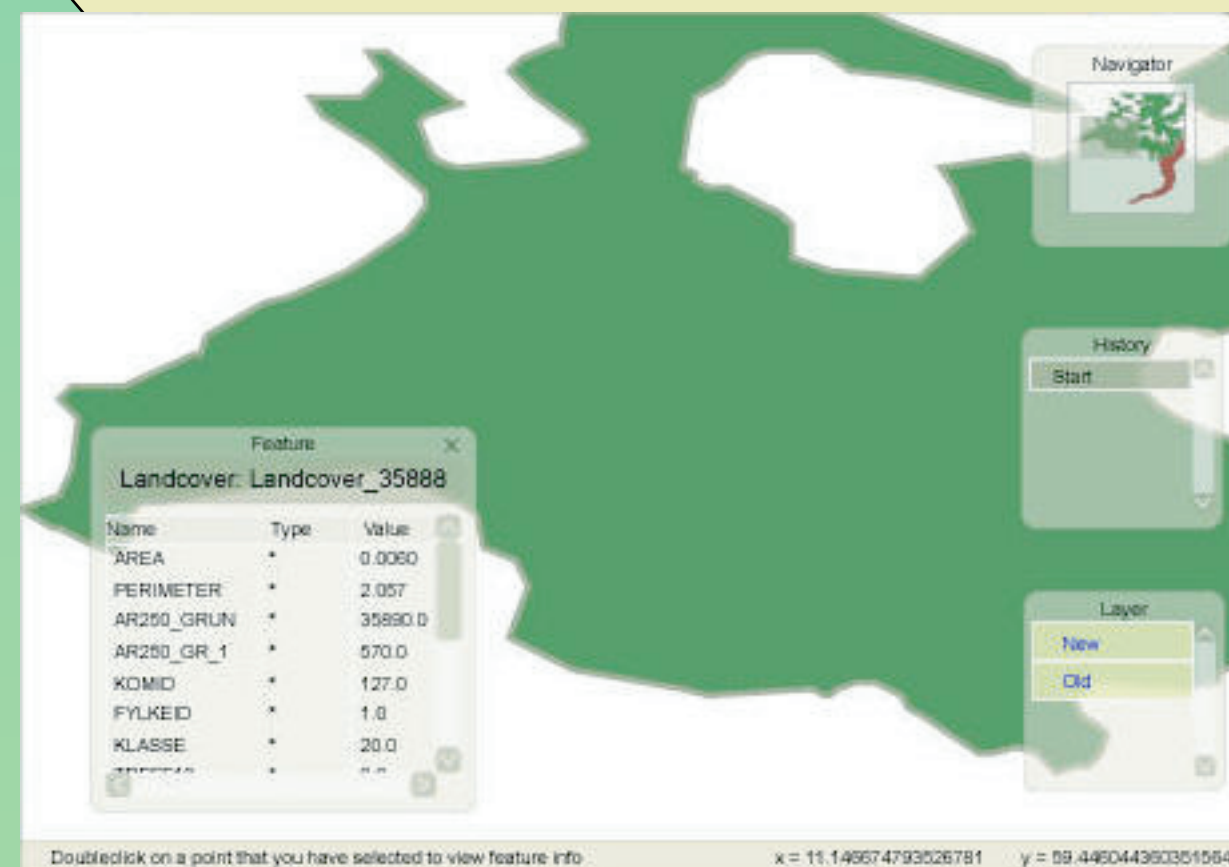 Navigator
History
Start
Feature ×
Landcover: Landcover_35888
Name Type Value
AREA * 0.0060
PERIMETER * 2.057
AR250_GRUN * 35890.0
AR250_GR_1 * 570.0
KOMID * 127.0
FYLKEID * 1.0
KLASSE * 20.0
Layer
New
Old
Doubleclick on a point that you have selected to view feature info x = 11.146674793526781 y = 59.44604436035156